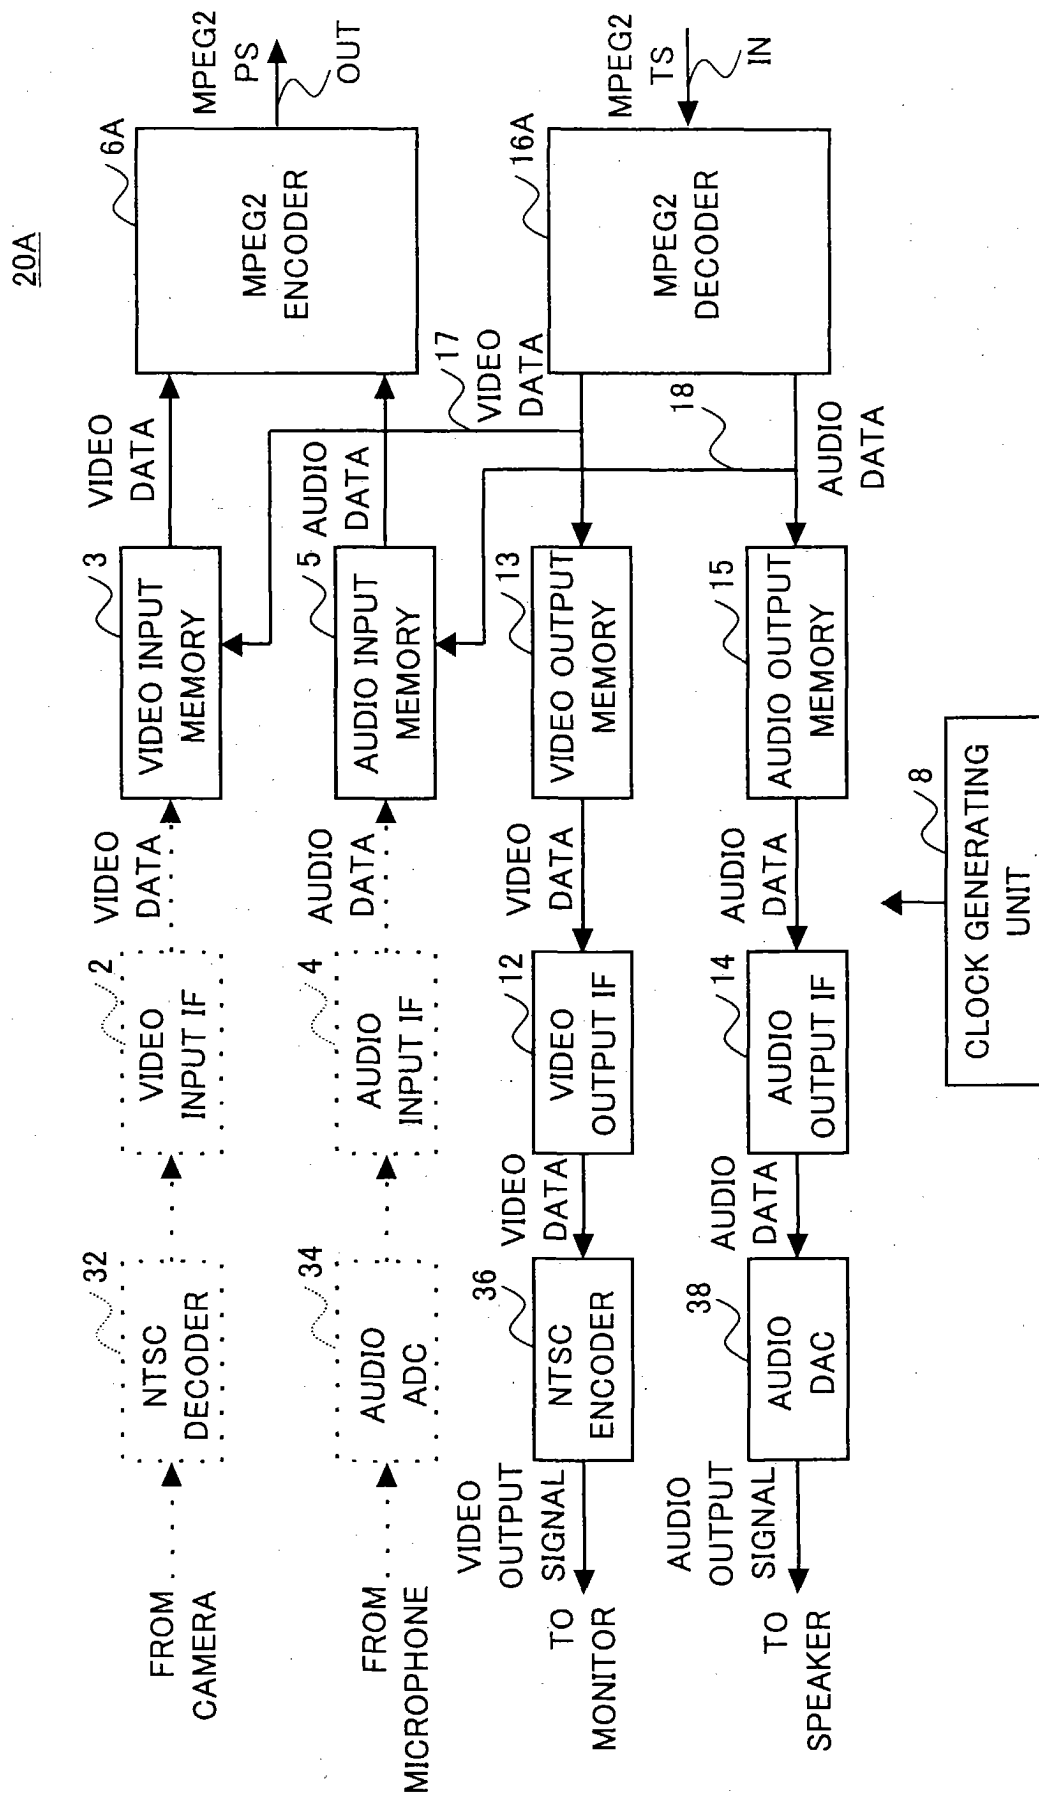 20A
FROM
CAMERA
32
NTSC
DECODER
2
VIDEO
INPUT IF
VIDEO
DATA
3
VIDEO INPUT
MEMORY
VIDEO
DATA
6A
MPEG2
ENCODER
MPEG2
PS
OUT
FROM
MICROPHONE
34
AUDIO
ADC
4
AUDIO
INPUT IF
AUDIO
DATA
5
AUDIO INPUT
MEMORY
AUDIO
DATA
17
TO
MONITOR
VIDEO
OUTPUT
SIGNAL
36
NTSC
ENCODER
VIDEO
DATA
12
VIDEO
OUTPUT IF
VIDEO
DATA
13
VIDEO OUTPUT
MEMORY
VIDEO
DATA
16A
MPEG2
DECODER
MPEG2
TS
IN
TO
SPEAKER
AUDIO
OUTPUT
SIGNAL
38
AUDIO
DAC
AUDIO
DATA
14
AUDIO
OUTPUT IF
AUDIO
DATA
15
AUDIO OUTPUT
MEMORY
18
AUDIO
DATA
8
CLOCK GENERATING
UNIT